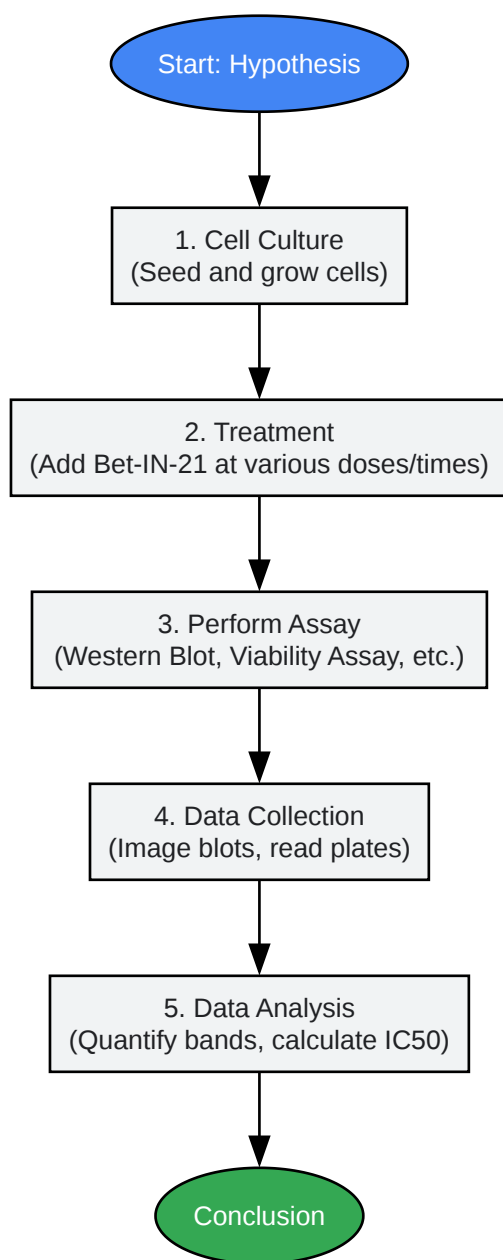 Start: Hypothesis
1. Cell Culture
(Seed and grow cells)
2. Treatment
(Add Bet-IN-21 at various doses/times)
3. Perform Assay
(Western Blot, Viability Assay, etc.)
4. Data Collection
(Image blots, read plates)
5. Data Analysis
(Quantify bands, calculate IC50)
Conclusion